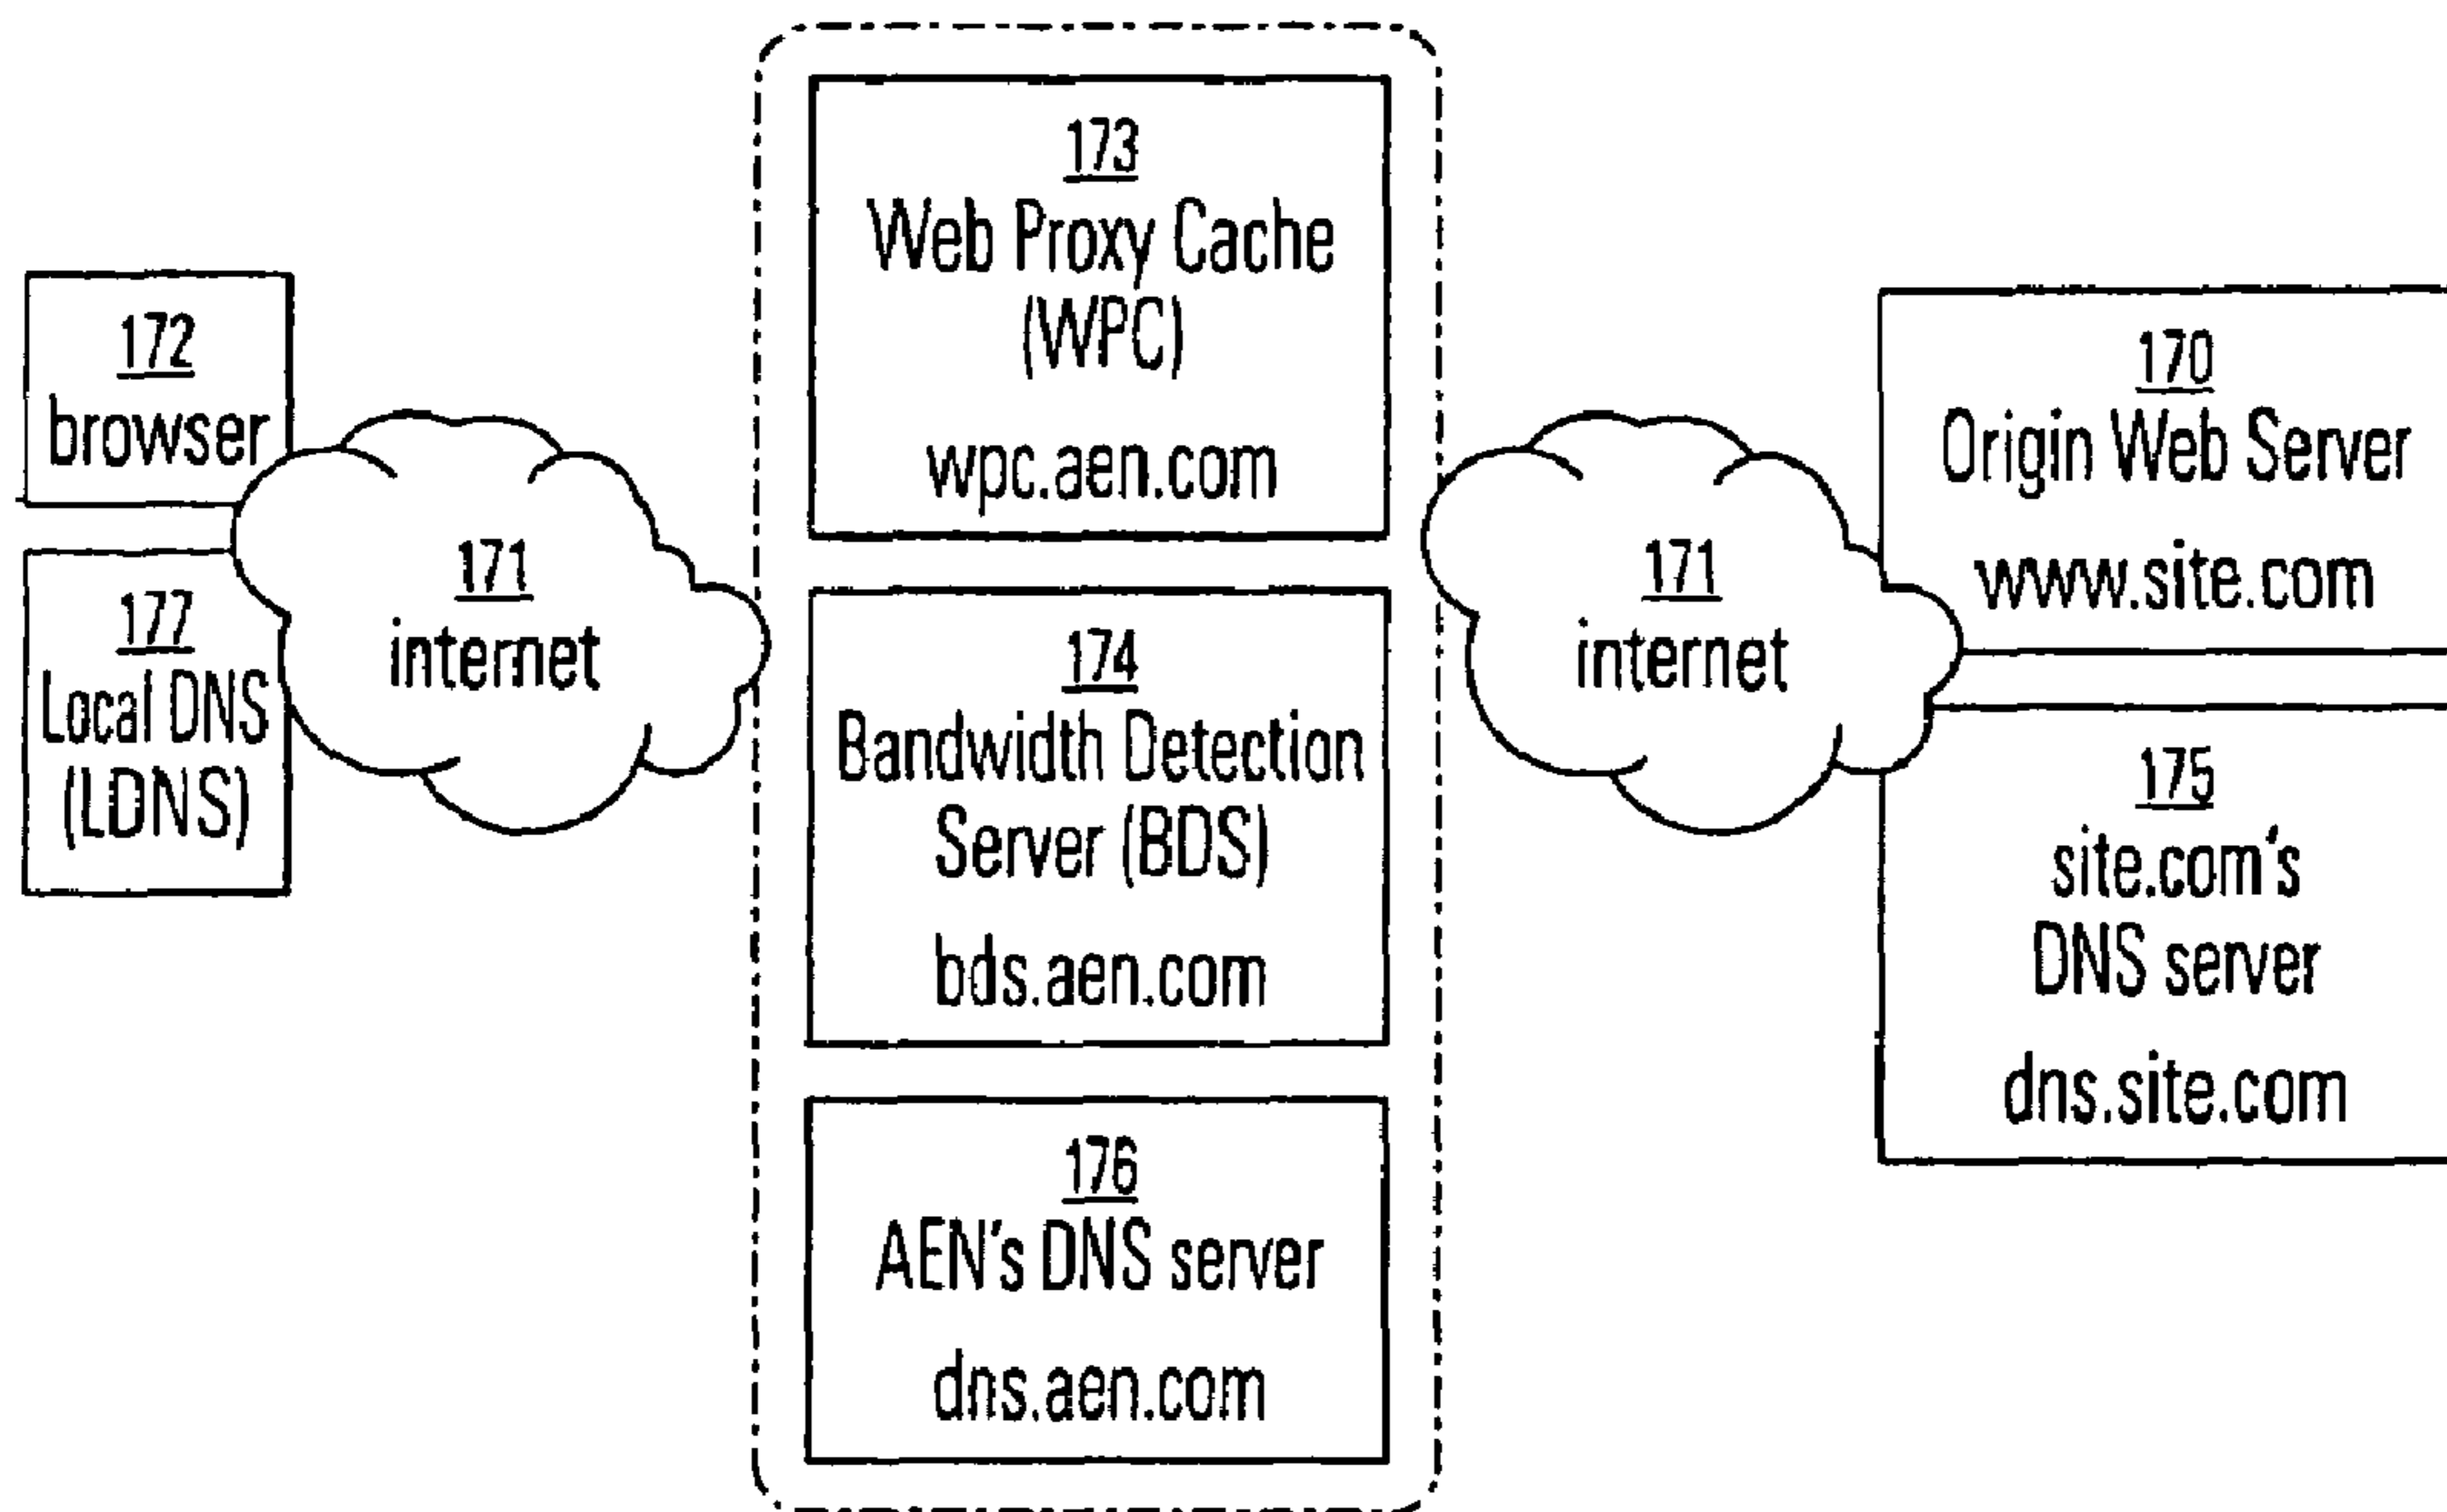 172
browser
177
Local DNS
(LDNS)
171
internet
173
Web Proxy Cache
(WPC)
wpc.aen.com
174
Bandwidth Detection
Server (BDS)
bds.aen.com
176
AEN's DNS server
dns.aen.com
171
internet
170
Origin Web Server
www.site.com
175
site.com's
DNS server
dns.site.com